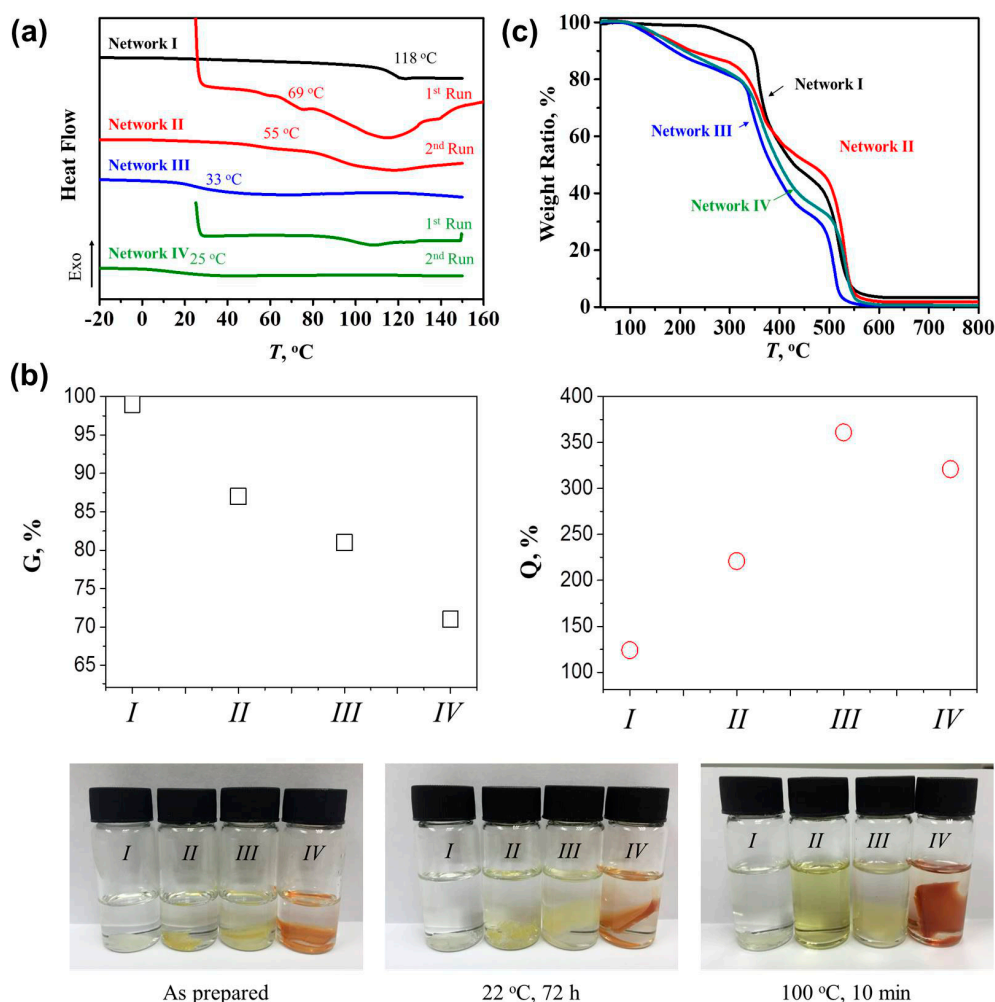 (a)
Network I
118 °C
69 °C
1st Run
Network II
55 °C
2nd Run
Network III
33 °C
1st Run
Network IV
25 °C
2nd Run
Heat Flow
Exo
-20 0 20 40 60 80 100 120 140 160
T, °C
(c)
100
80
60
40
20
0
Weight Ratio, %
Network I
Network III
Network II
Network IV
100 200 300 400 500 600 700 800
T, °C
(b)
100
95
90
85
80
75
70
65
G, %
I II III IV
400
350
300
250
200
150
100
Q, %
I II III IV
I II III IV
I II III IV
I II III IV
As prepared
22 °C, 72 h
100 °C, 10 min